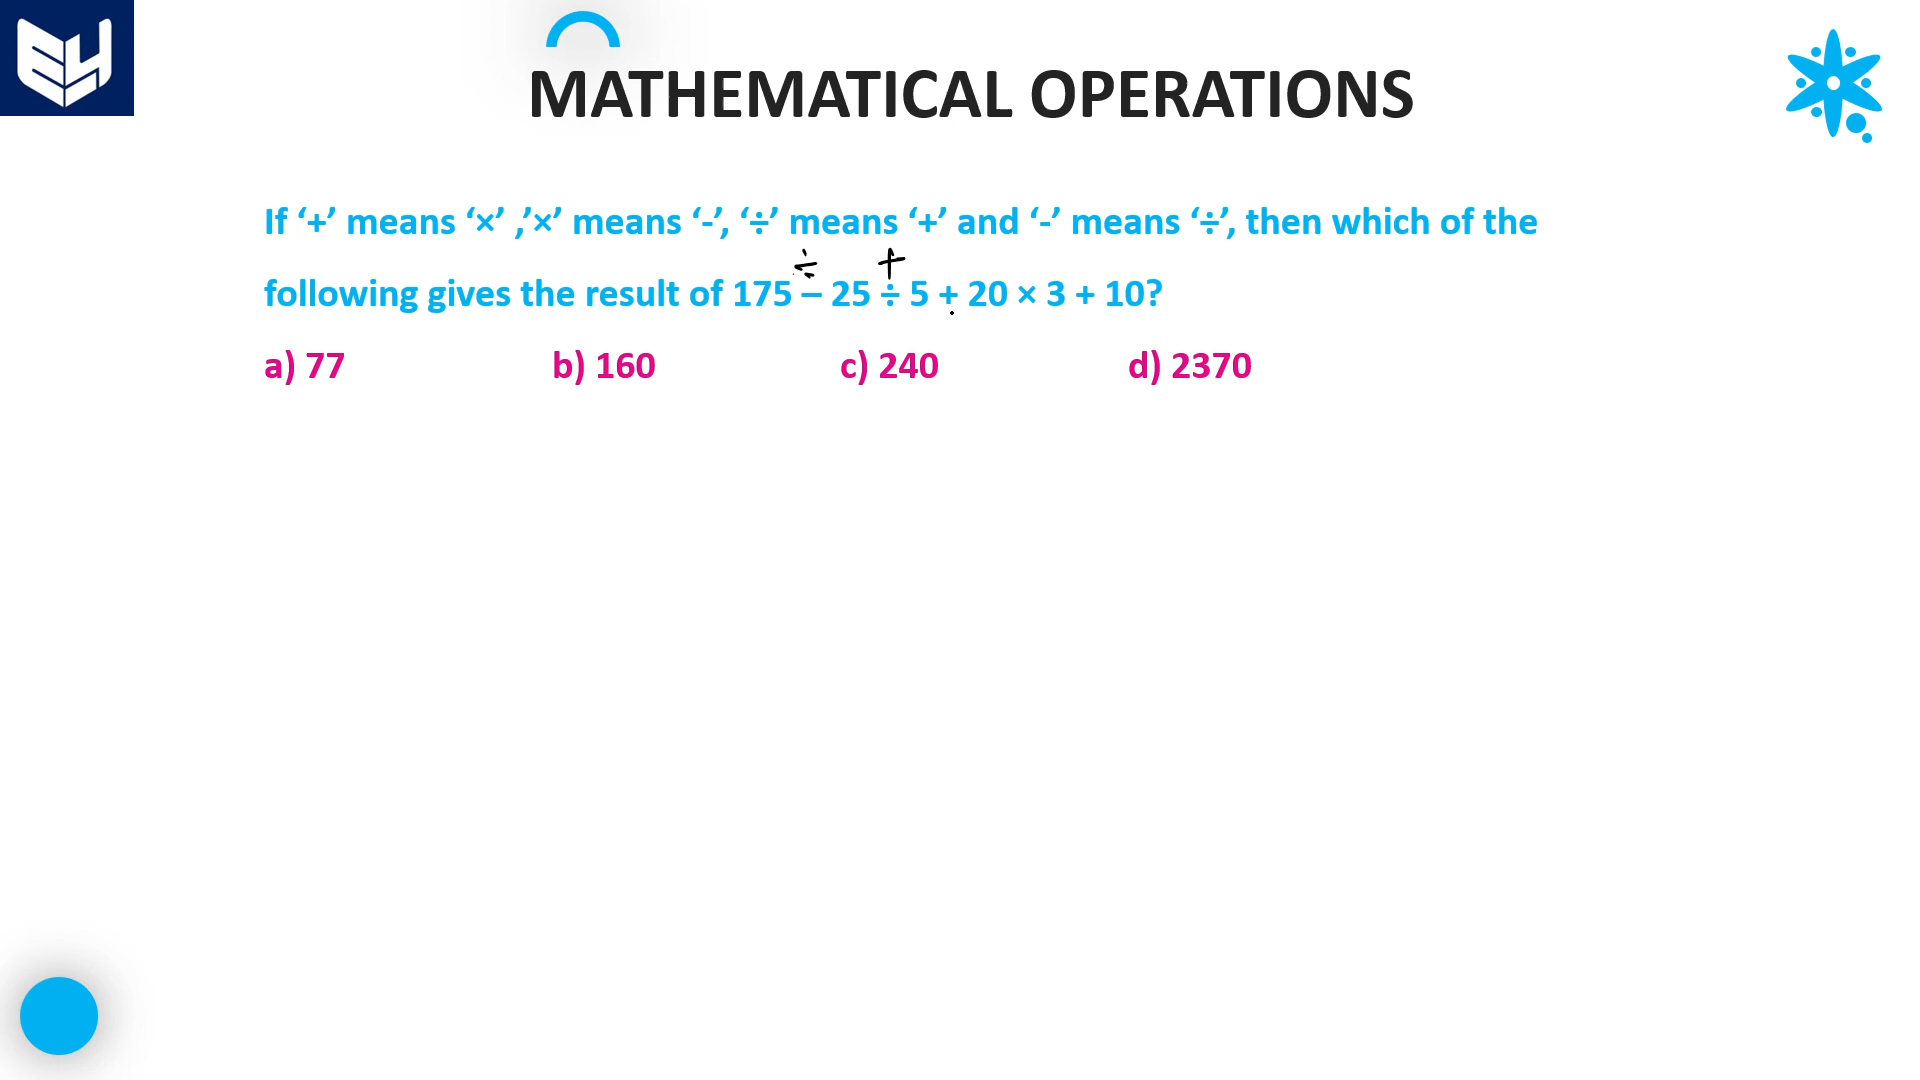 MATHEMATICAL OPERATIONS
If ‘+’ means ‘×’ ,’×’ means ‘-’, ‘÷’ means ‘+’ and ‘-’ means ‘÷’, then which of the
÷ +
following gives the result of 175 – 25 ÷ 5 + 20 × 3 + 10?
a) 77 b) 160 c) 240 d) 2370